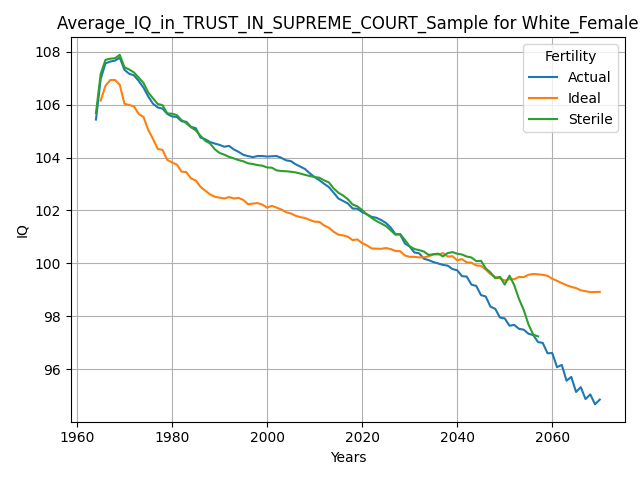 Average_IQ_in_TRUST_IN_SUPREME_COURT_Sample for White_Female
108
106
104
102
100
98
96
IQ
Fertility
Actual
Ideal
Sterile
1960
1980
2000
2020
2040
2060
Years